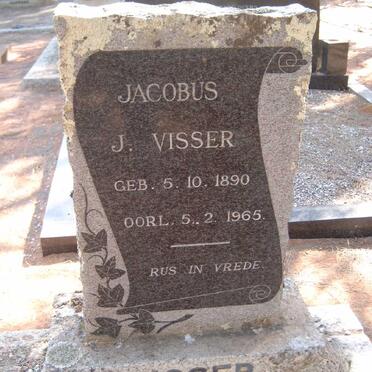 JACOBUS
J. VISSER
GEB. 5. 10. 1890
OORL. 5. 2. 1965.
RUS IN VREDE